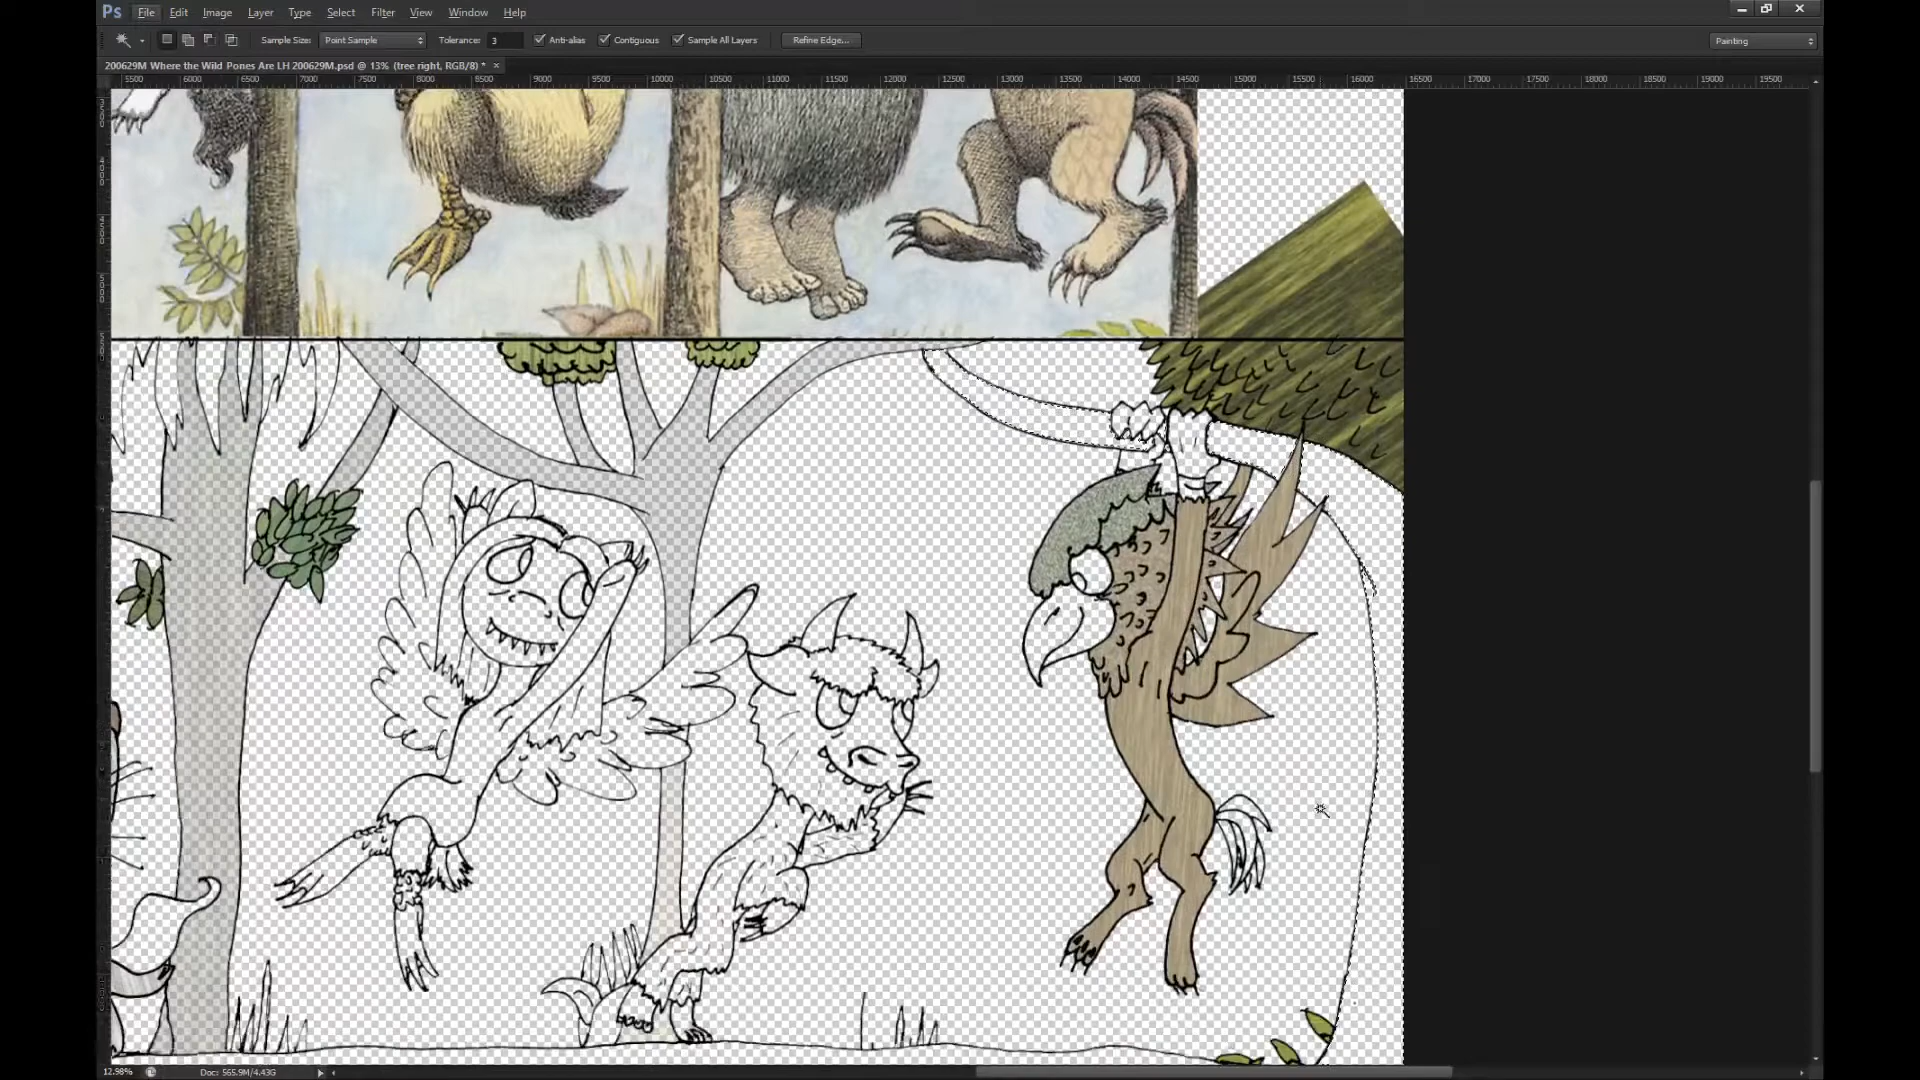 Ps File Edit Image Layer Type Select Filter View Window Help
Sample Size: Point Sample Tolerance: 3 Anti-alias Contiguous Sample All Layers Refine Edge... Painting
200629M Where the Wild Pones Are LH 200629M.psd @ 13% (tree right, RGB/8) * ×
5500 6000 6500 7000 7500 8000 8500 9000 9500 10000 10500 11000 11500 12000 12500 13000 13500 14000 14500 15000 15500 16000 16500 17000 17500 18000 18500 19000 19500
12.98% Doc: 565.9M/4.43G